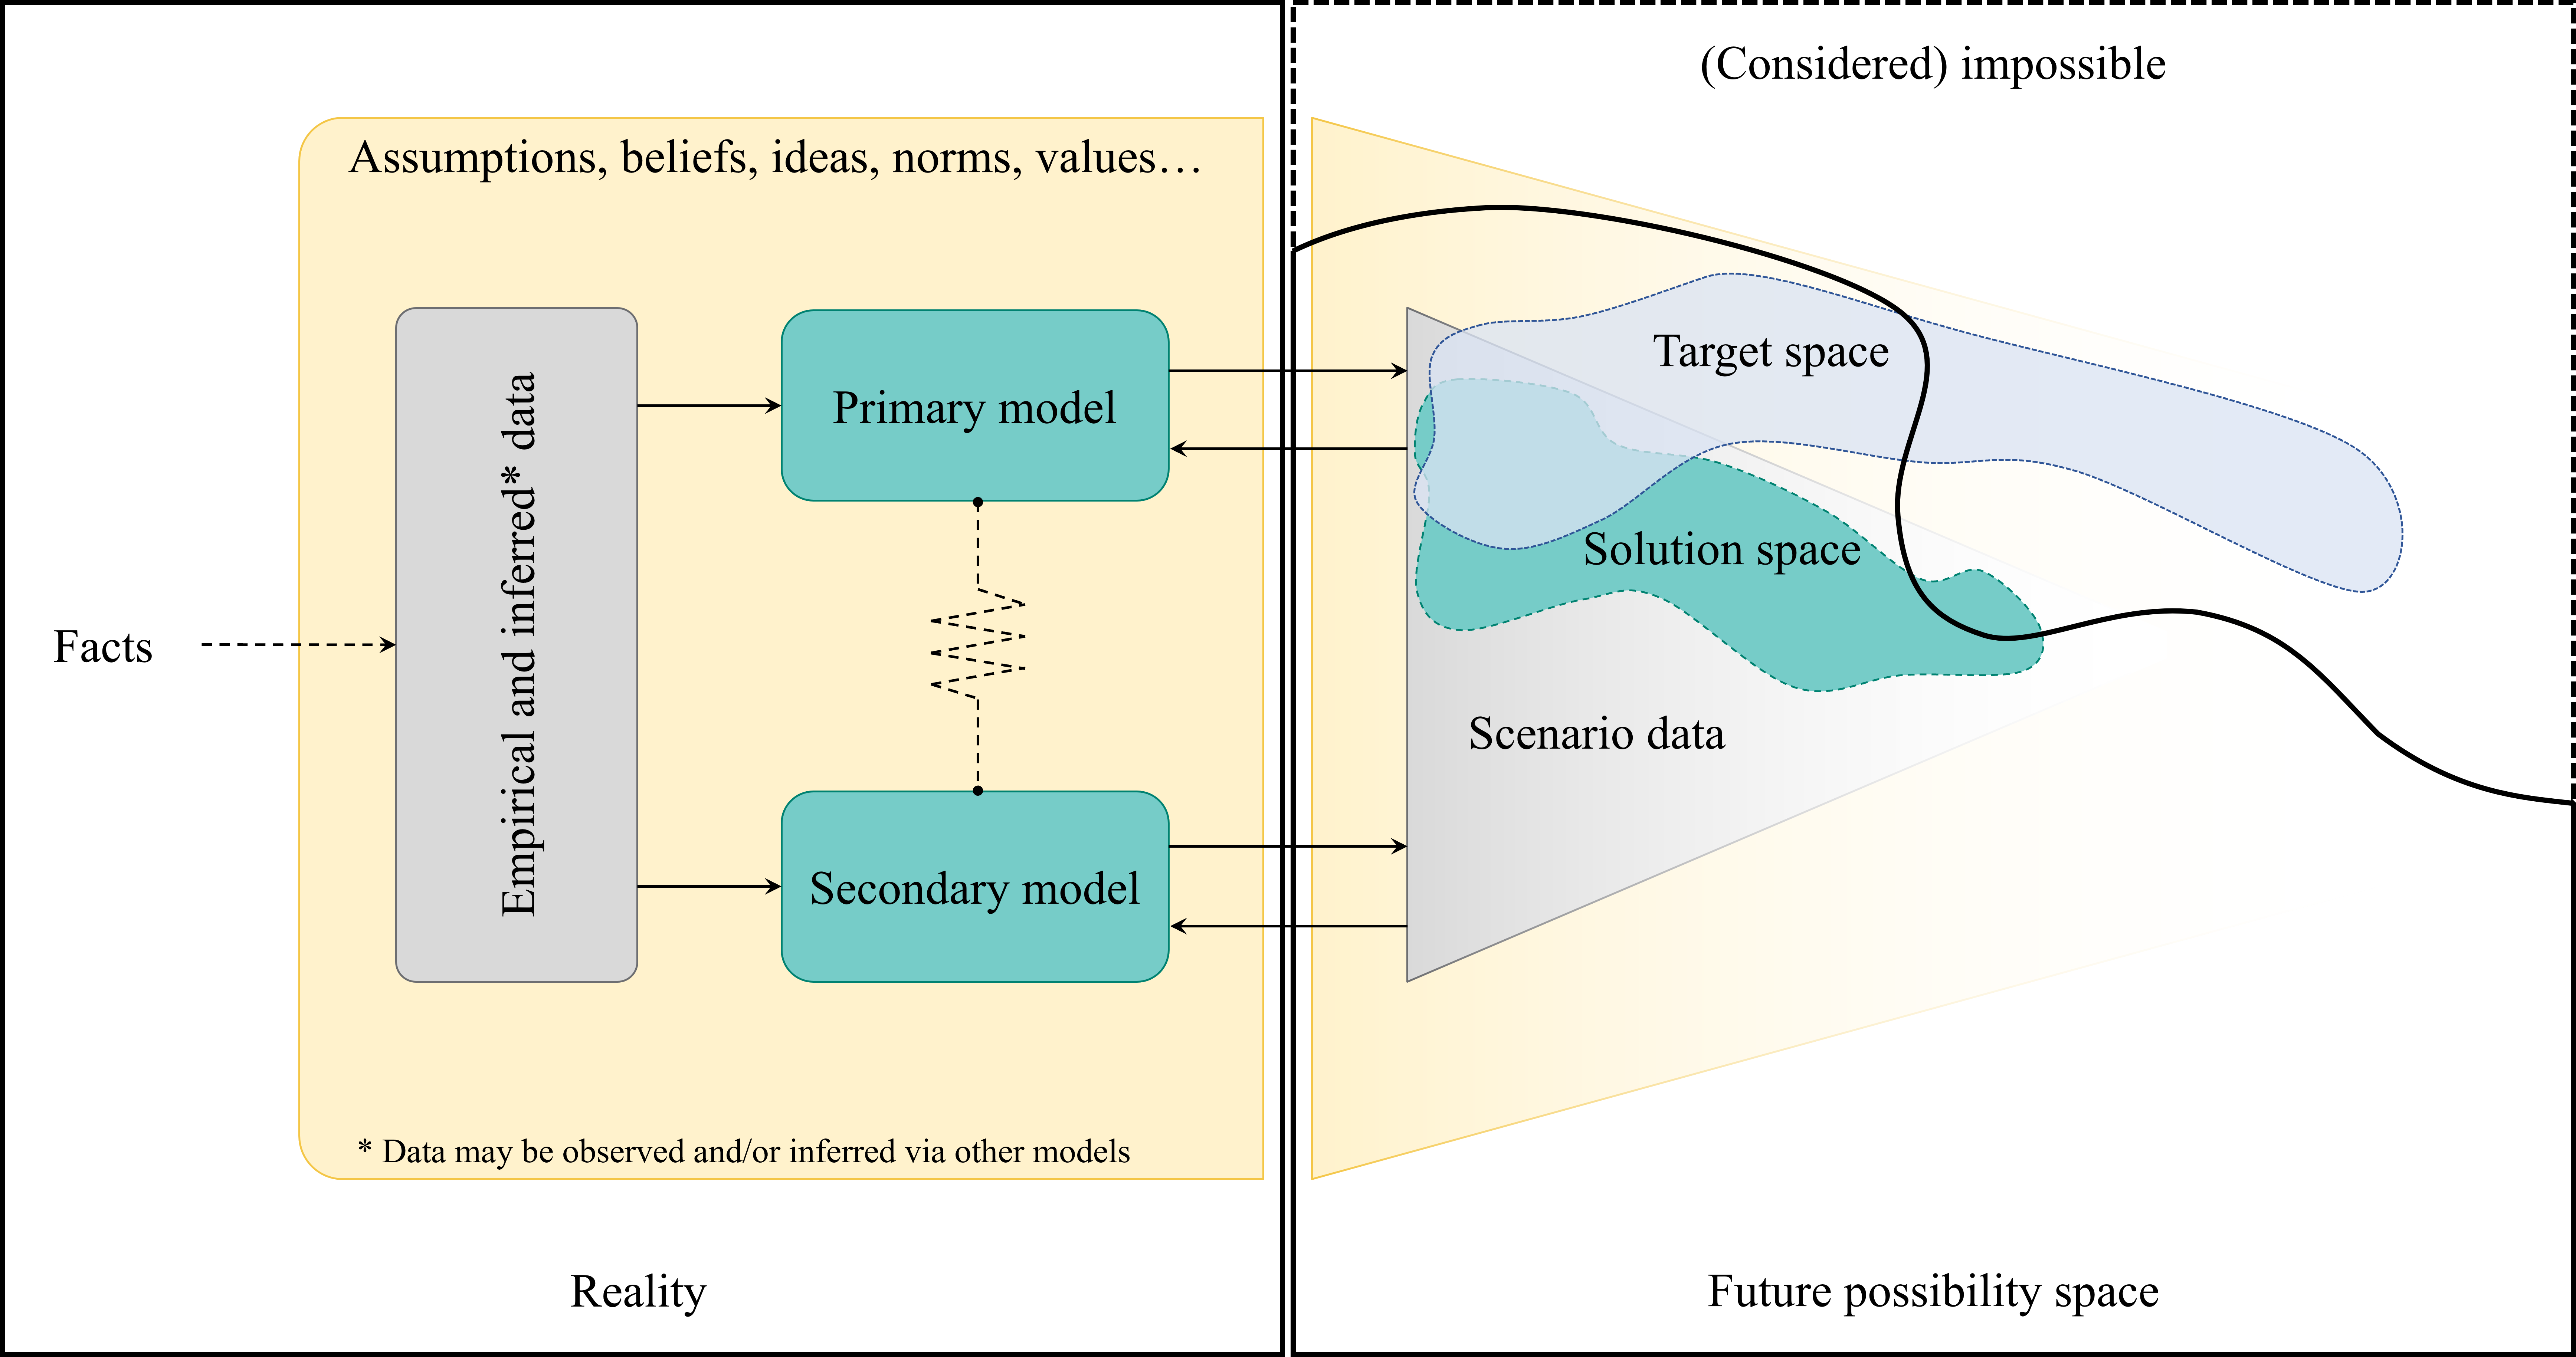 (Considered) impossible
Assumptions, beliefs, ideas, norms, values…
Empirical and inferred* data
Primary model
Target space
Solution space
Facts
Scenario data
Secondary model
* Data may be observed and/or inferred via other models
Reality
Future possibility space